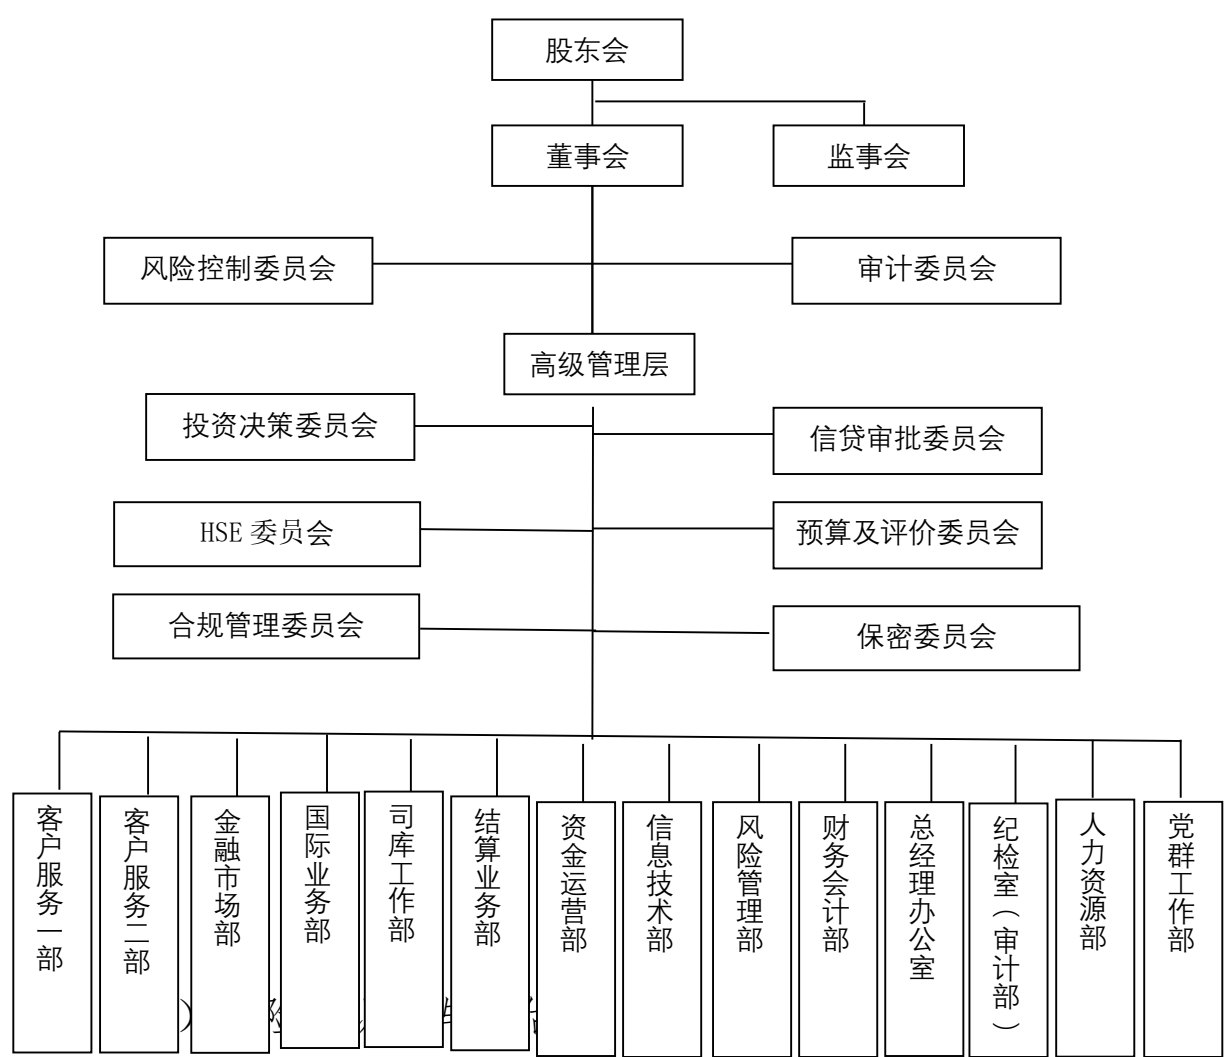 股东会
董事会
监事会
风险控制委员会
审计委员会
高级管理层
投资决策委员会
信贷审批委员会
HSE 委员会
预算及评价委员会
合规管理委员会
保密委员会
客户服务一部
客户服务二部
金融市场部
国际业务部
司库工作部
结算业务部
资金运营部
信息技术部
风险管理部
财务会计部
总经理办公室
纪检室（审计部）
人力资源部
党群工作部